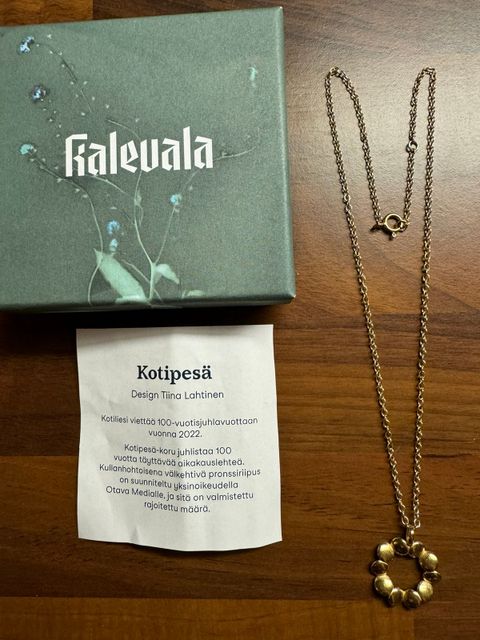 Kalevala
Kotipesä
Design Tiina Lahtinen
Kotiliesi viettää 100-vuotisjuhlavuottaan
vuonna 2022.
Kotipesä-koru juhlistaa 100
vuotta täyttävää aikakauslehteä.
Kullanhohtoisena välkehtivä pronssiriipus
on suunniteltu yksinoikeudella
Otava Medialle, ja sitä on valmistettu
rajoitettu määrä.